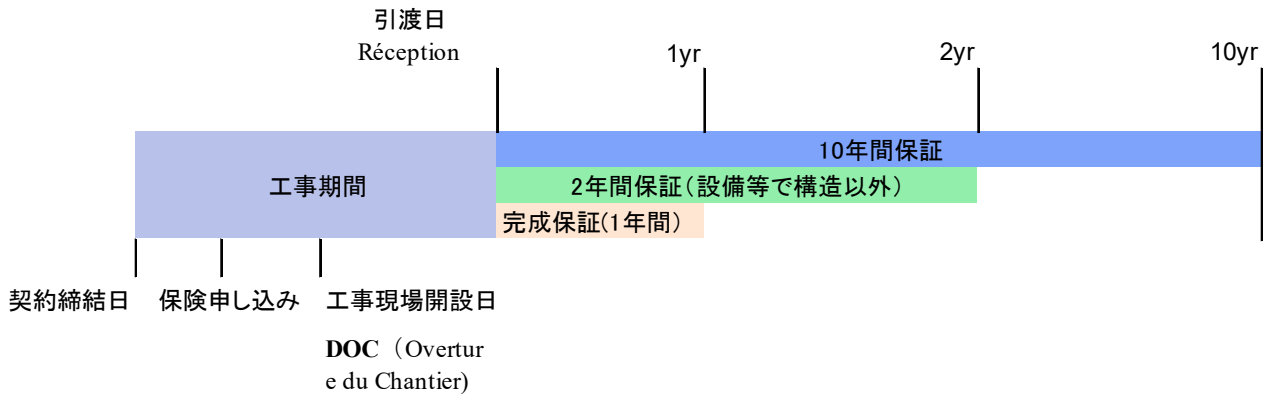 引渡日
Réception
1yr
2yr
10yr
10年間保証
工事期間
2年間保証(設備等で構造以外)
完成保証(1年間)
契約締結日
保険申し込み
工事現場開設日
DOC(Overtur
e du Chantier)